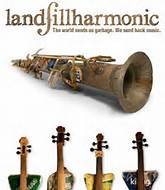 landfillharmonic
The world sends us garbage. We send back music.